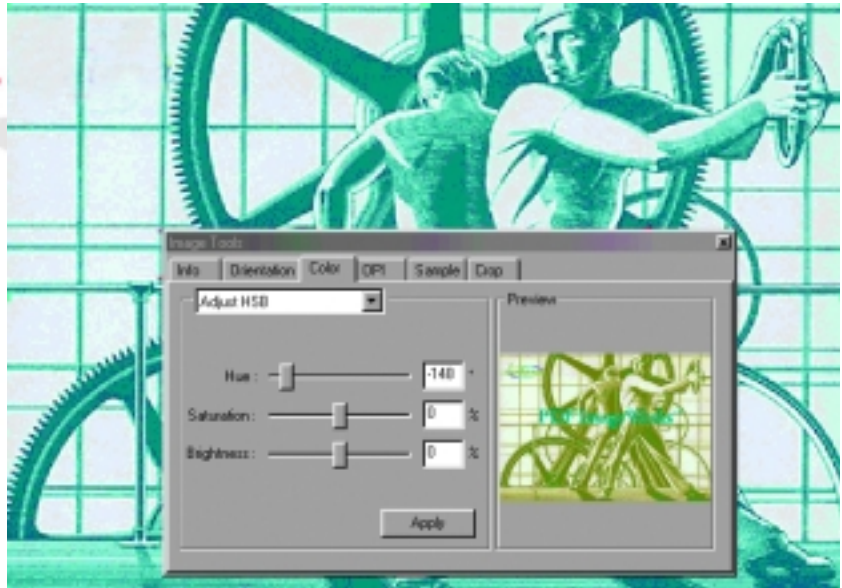 Image Tools
Info Orientation Color DPI Sample Crop
Adjust HSB
Preview
Hue : -140 °
Saturation : 0 %
Brightness : 0 %
Apply